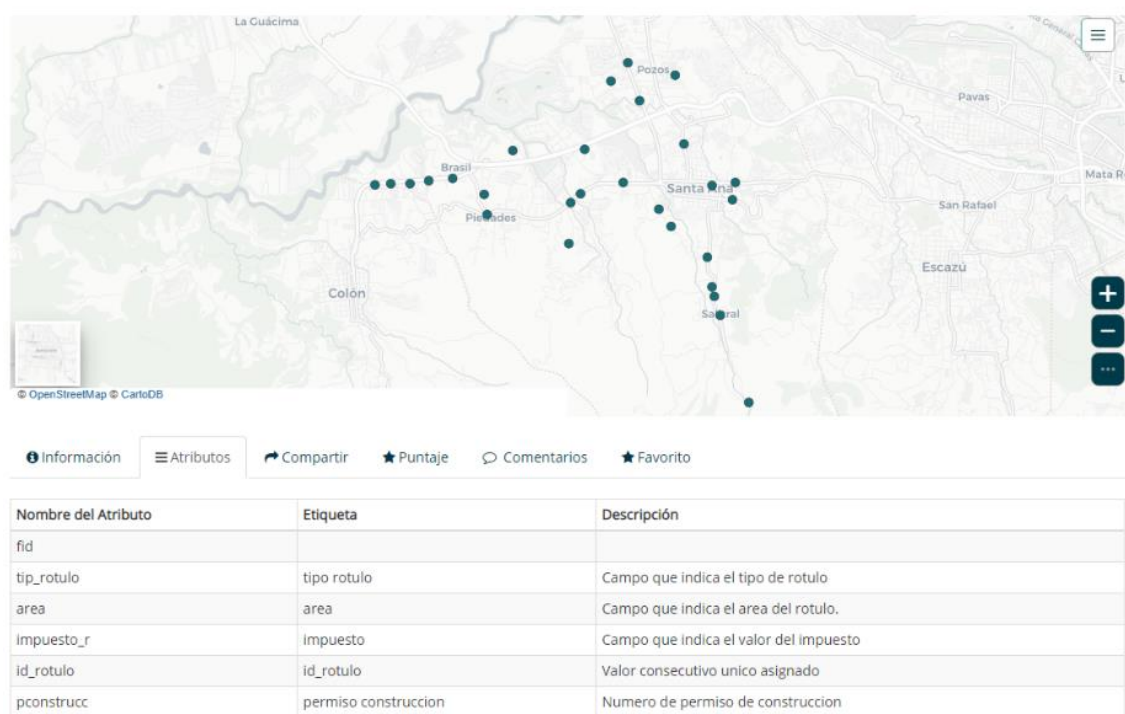 La Guácima
Pozos
Pavas
Brasil
Mata R
Santa Ana
San Rafael
Piedades
Escazú
Colón
Salitral
© OpenStreetMap © CartoDB
Información Atributos Compartir Puntaje Comentarios Favorito
Nombre del Atributo Etiqueta Descripción
fid
tip_rotulo tipo rotulo Campo que indica el tipo de rotulo
area area Campo que indica el area del rotulo.
impuesto_r impuesto Campo que indica el valor del impuesto
id_rotulo id_rotulo Valor consecutivo unico asignado
pconstrucc permiso construccion Numero de permiso de construccion